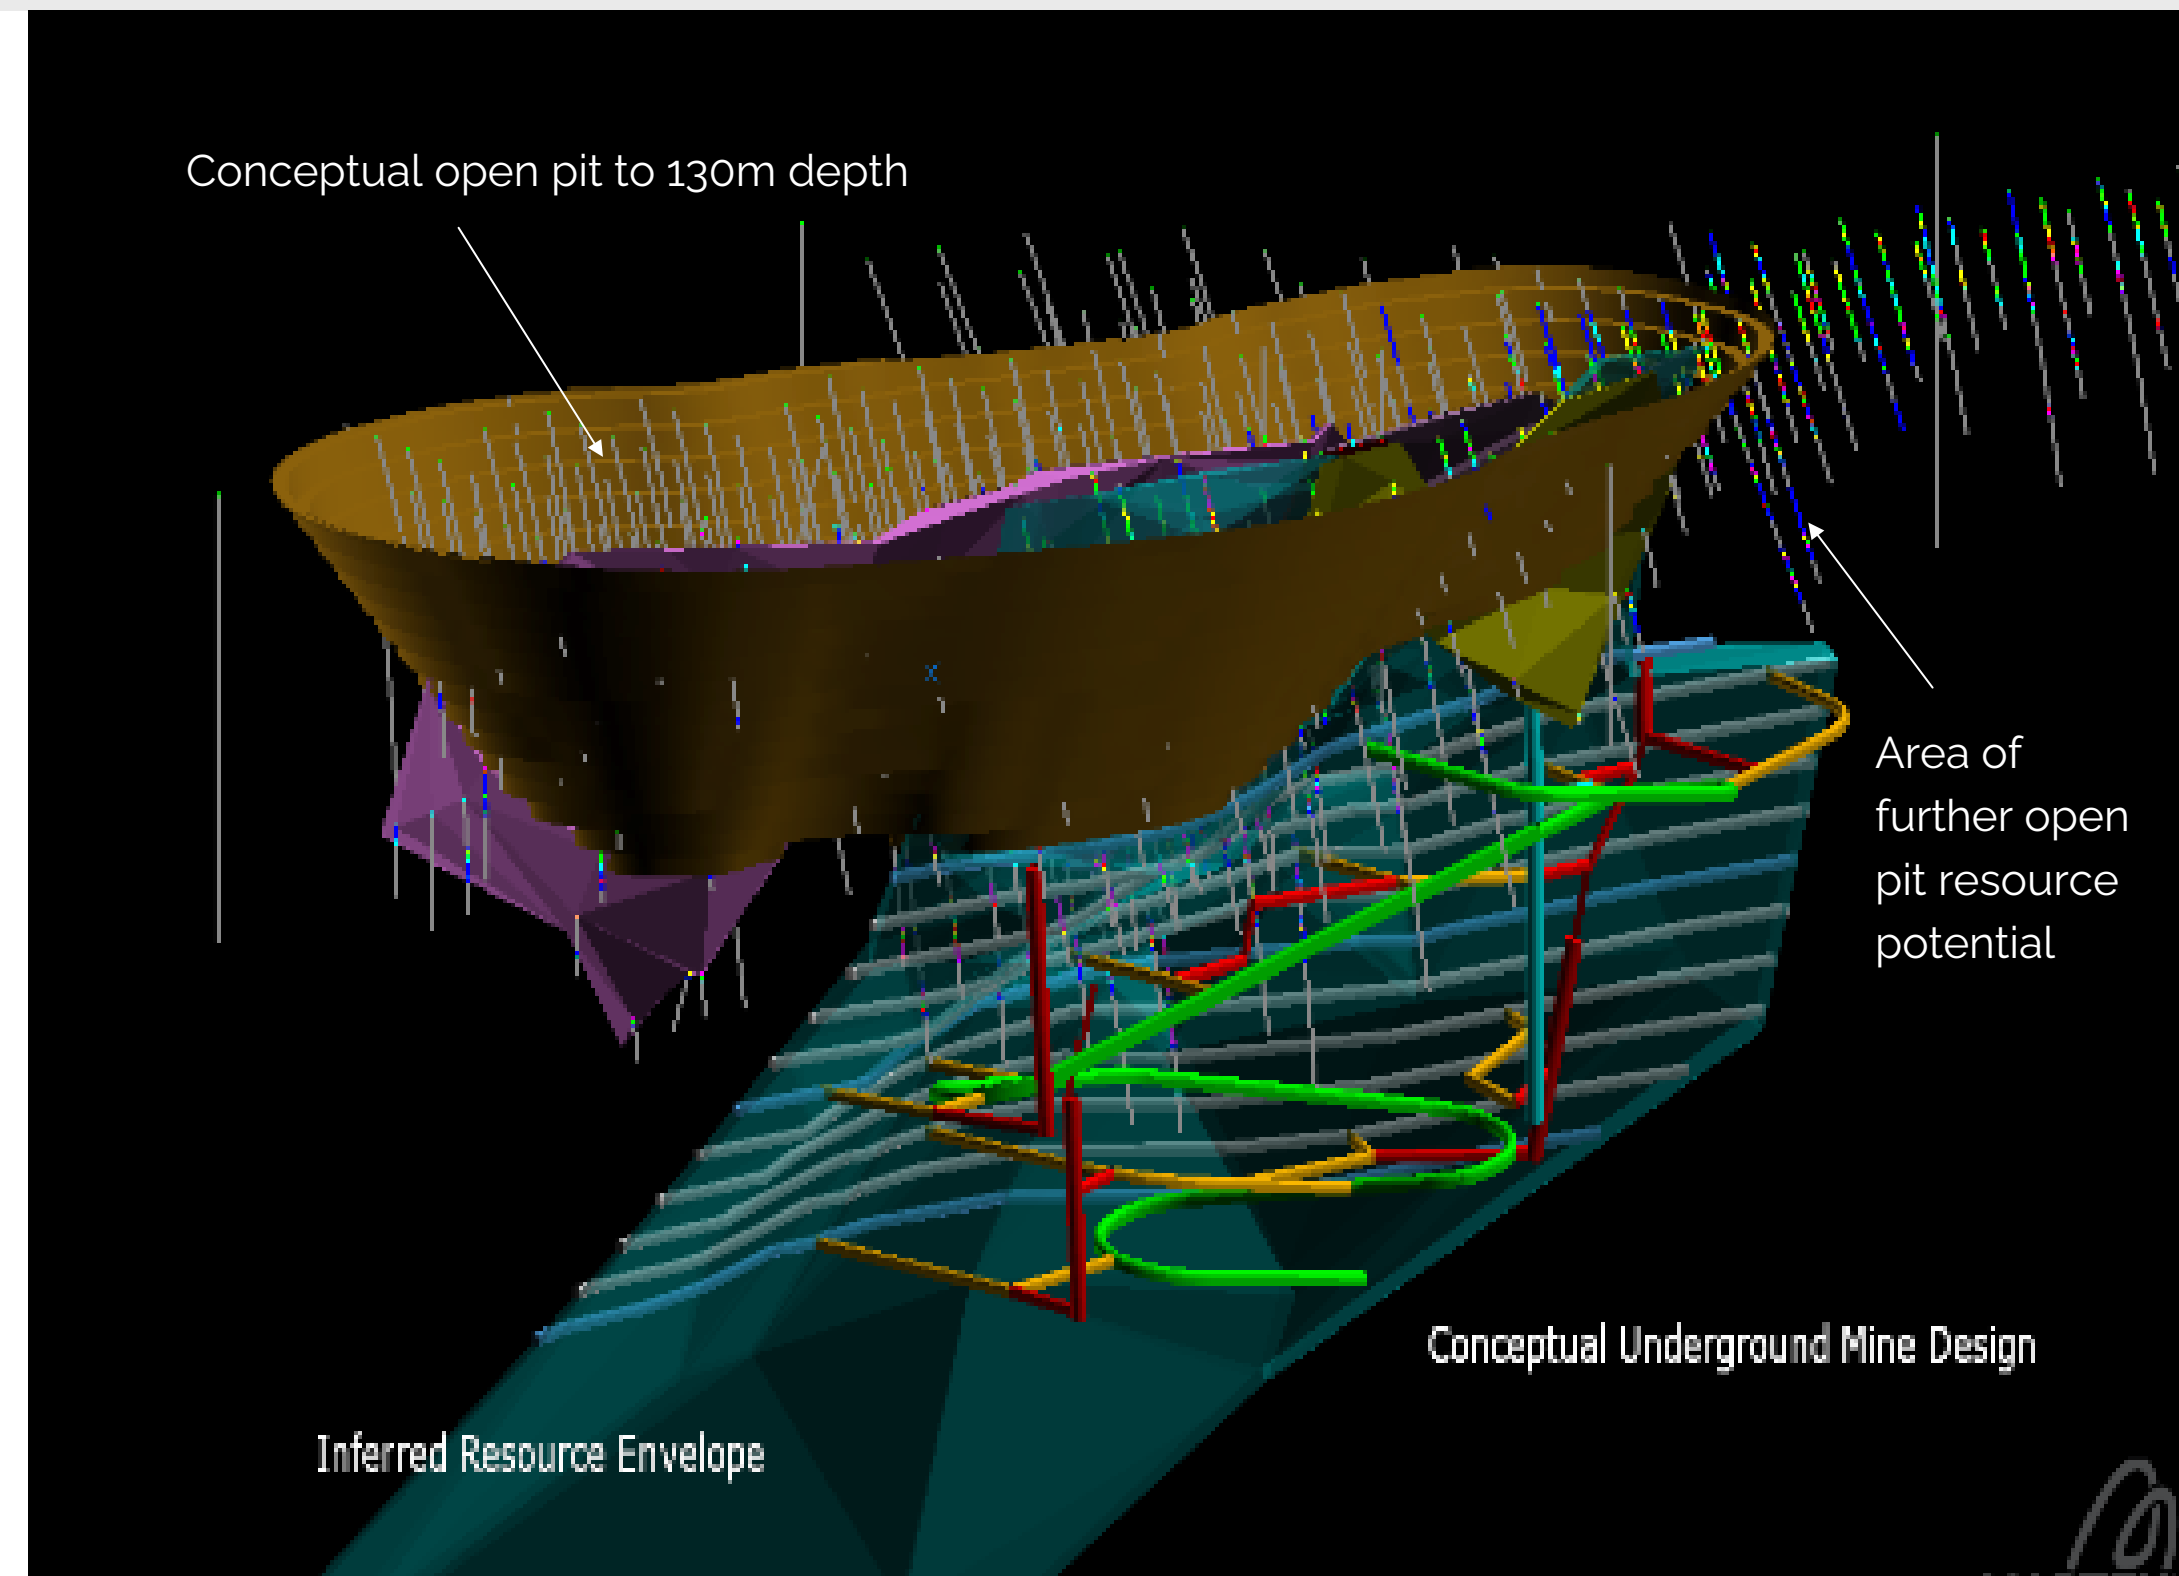 Conceptual open pit to 130m depth
Area of
further open
pit resource
potential
Conceptual Underground Mine Design
Inferred Resource Envelope